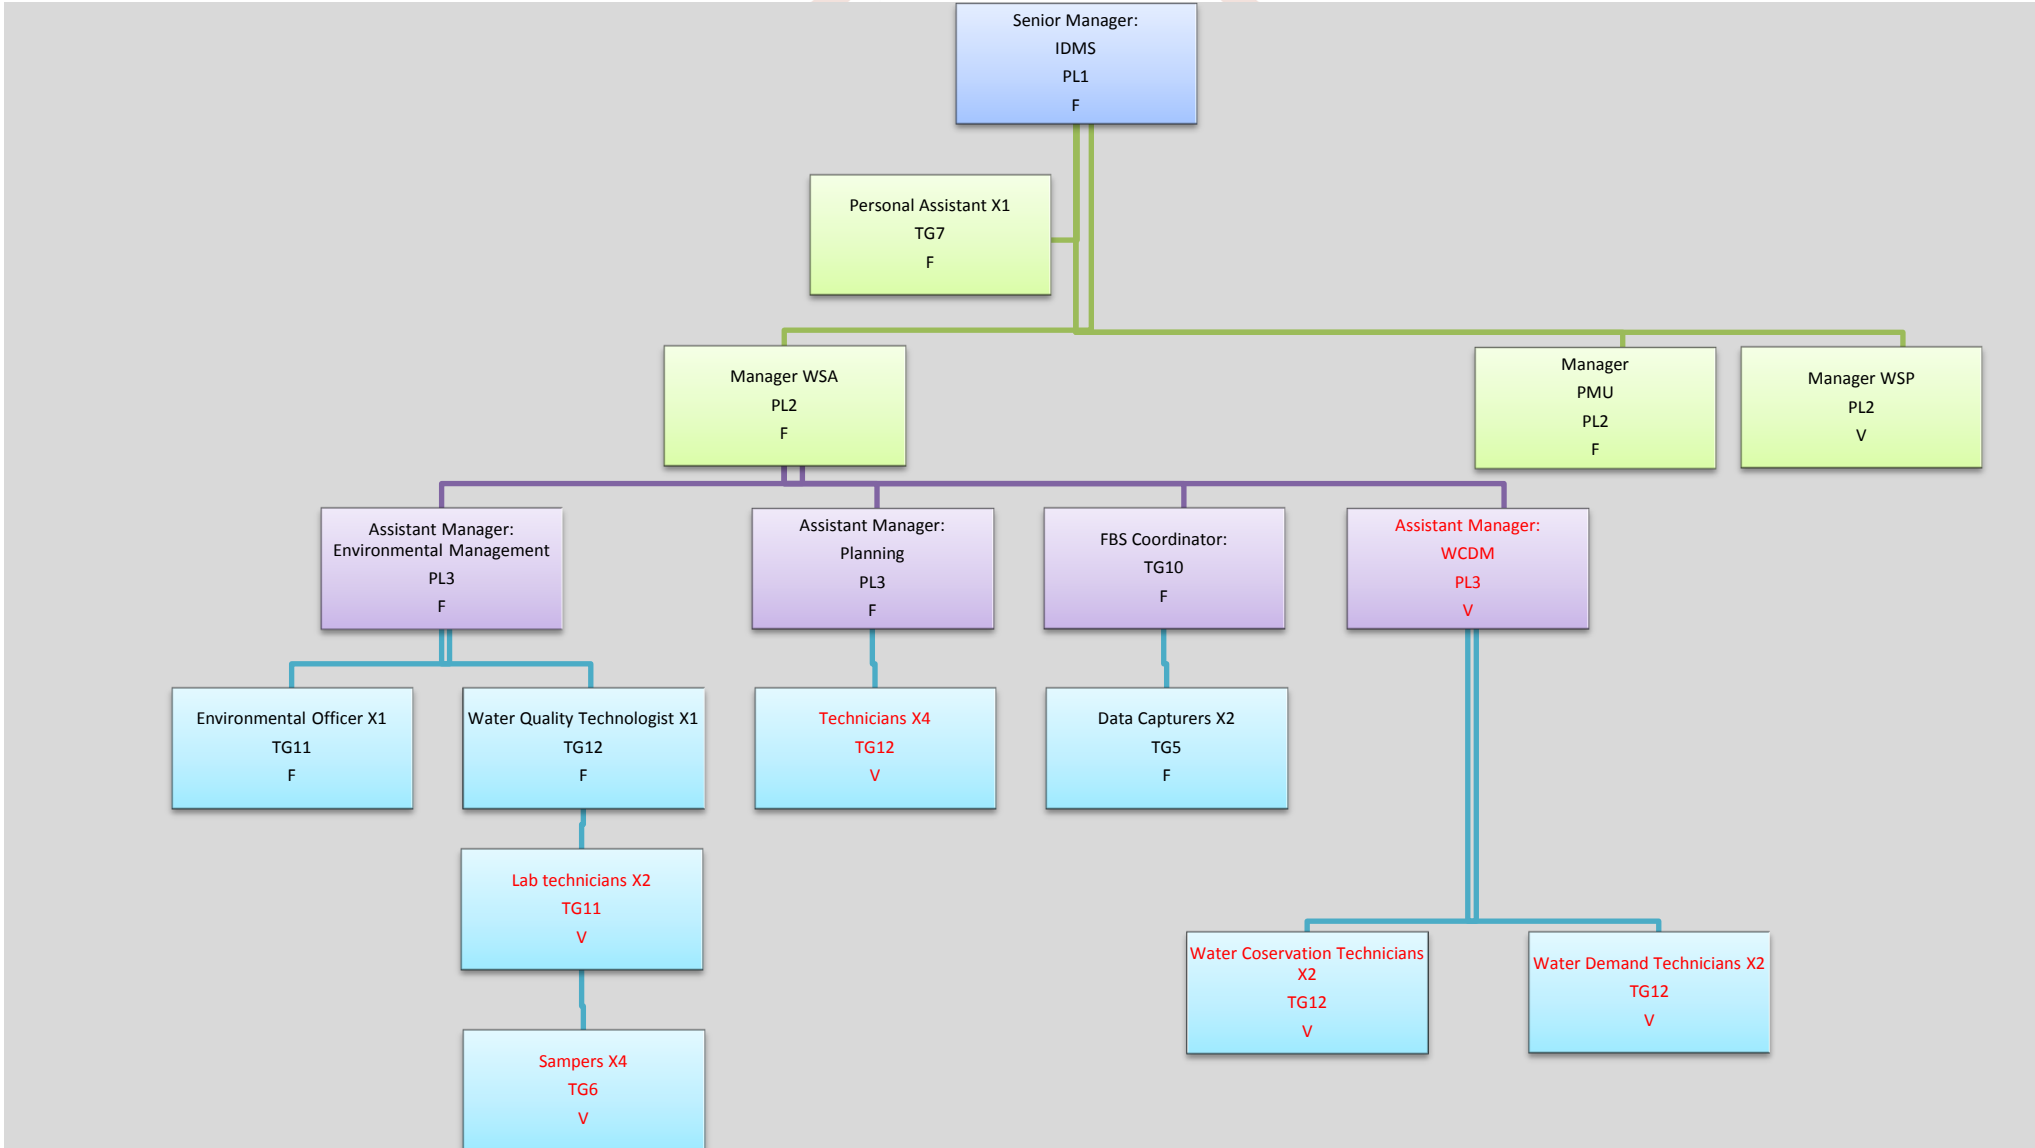 Senior Manager:
IDMS
PL1
F
Personal Assistant X1
TG7
F
Manager WSA
PL2
F
Manager
PMU
PL2
F
Manager WSP
PL2
V
Assistant Manager:
Environmental Management
PL3
F
Assistant Manager:
Planning
PL3
F
FBS Coordinator:
TG10
F
Assistant Manager:
WCDM
PL3
V
Environmental Officer X1
TG11
F
Water Quality Technologist X1
TG12
F
Technicians X4
TG12
V
Data Capturers X2
TG5
F
Lab technicians X2
TG11
V
Water Coservation Technicians
X2
TG12
V
Water Demand Technicians X2
TG12
V
Sampers X4
TG6
V